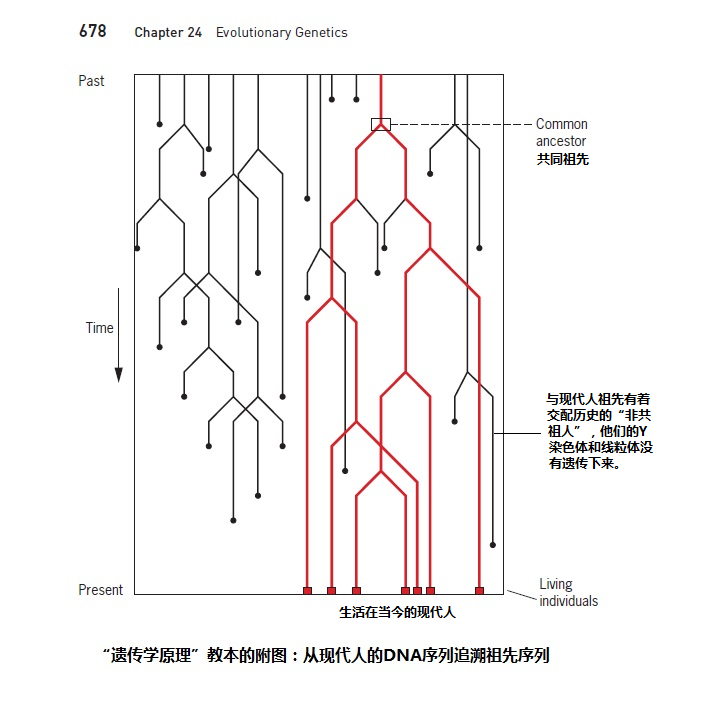 678 Chapter 24 Evolutionary Genetics
Past
Common
ancestor
共同祖先
Time
与现代人祖先有着
交配历史的“非共
祖人”，他们的Y
染色体和线粒体没
有遗传下来。
Present
Living
individuals
生活在当今的现代人
“遗传学原理”教本的附图：从现代人的DNA序列追溯祖先序列